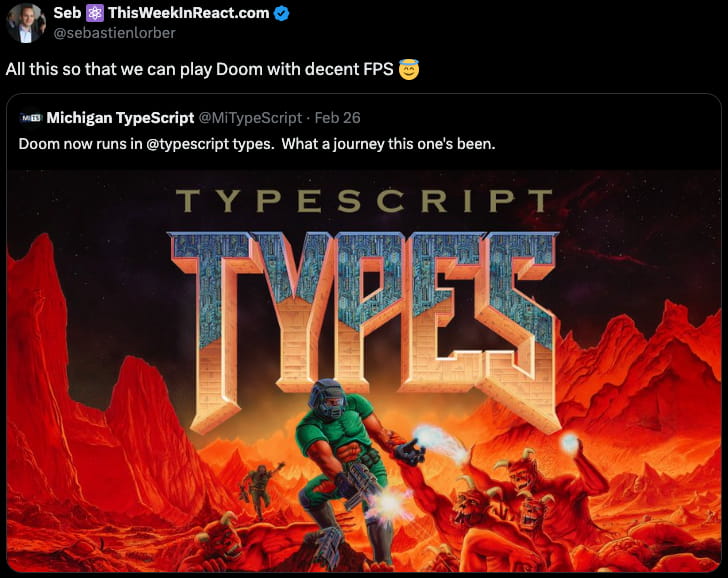 Seb ⚛️ ThisWeekInReact.com
@sebastienlorber
All this so that we can play Doom with decent FPS 😇
MiTS Michigan TypeScript @MiTypeScript · Feb 26
Doom now runs in @typescript types. What a journey this one's been.
TYPESCRIPT
TYPES